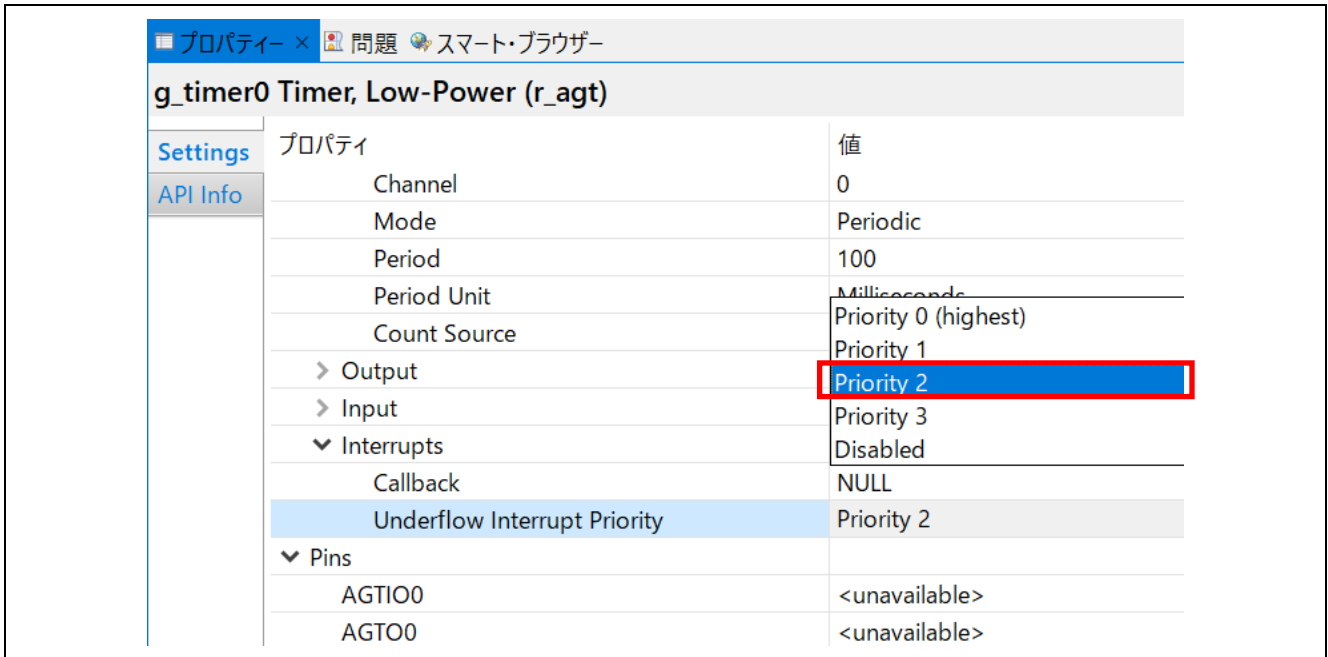 プロパティー × 問題 スマート・ブラウザー
g_timer0 Timer, Low-Power (r_agt)
Settings
API Info
プロパティ 値
Channel 0
Mode Periodic
Period 100
Period Unit Milliseconds
Count Source
Priority 0 (highest)
Priority 1
Priority 2
Priority 3
Disabled
Output
Input
Interrupts
Callback NULL
Underflow Interrupt Priority Priority 2
Pins
AGTIO0 <unavailable>
AGTO0 <unavailable>